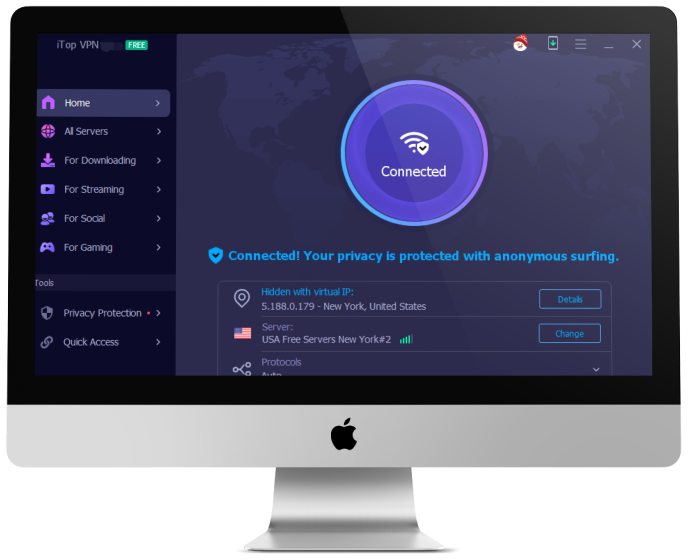 iTop VPN FREE
Home
All Servers
For Downloading
For Streaming
For Social
For Gaming
Tools
Privacy Protection
Quick Access
Connected
Connected! Your privacy is protected with anonymous surfing.
Hidden with virtual IP:
5.188.0.179 - New York, United States
Details
Server:
USA Free Servers New York#2
Change
Protocols
Auto